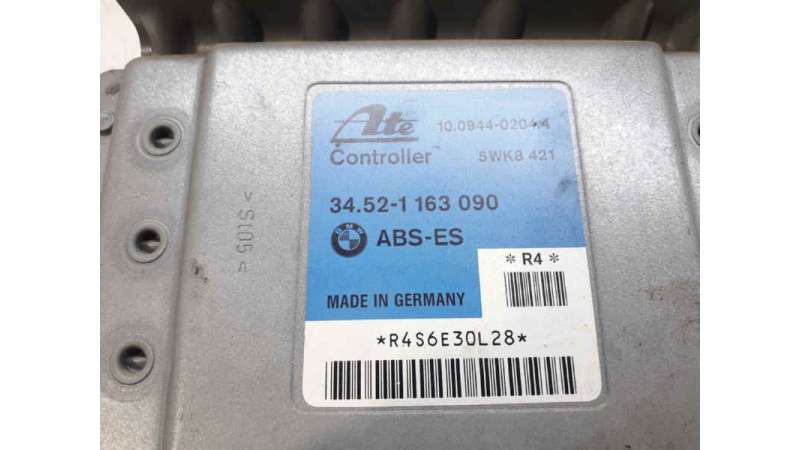 Ate 10.0944-0204.4
Controller 5WK8 421
34.52-1 163 090
BMW ABS-ES
*R4*
MADE IN GERMANY
*R4S6E30L28*
< S105 <